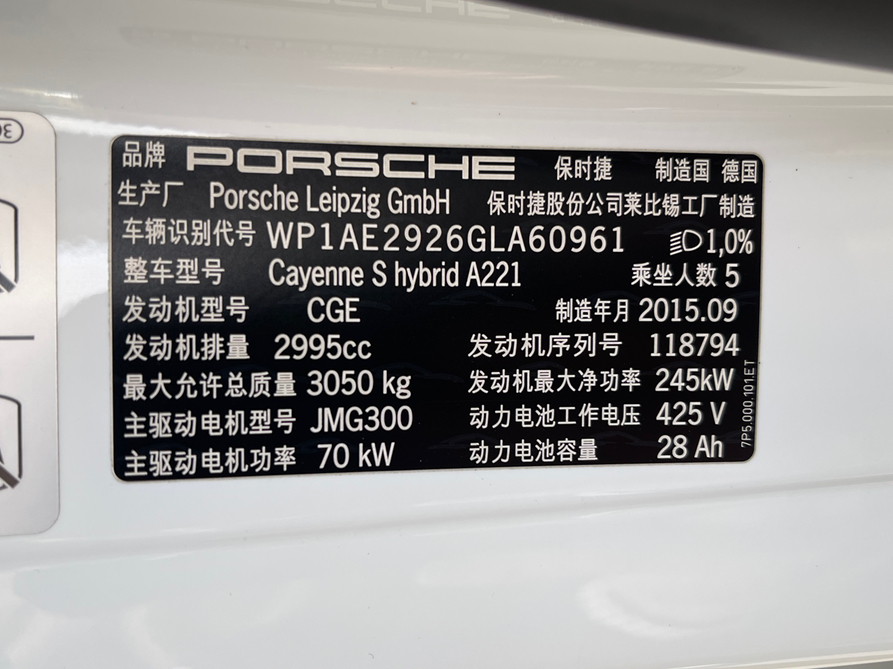 品牌 PORSCHE 保时捷 制造国 德国
生产厂 Porsche Leipzig GmbH 保时捷股份公司莱比锡工厂制造
车辆识别代号 WP1AE2926GLA60961 1,0%
整车型号 Cayenne S hybrid A221 乘坐人数 5
发动机型号 CGE 制造年月 2015.09
发动机排量 2995cc 发动机序列号 118794
最大允许总质量 3050 kg 发动机最大净功率 245kW
主驱动电机型号 JMG300 动力电池工作电压 425 V
主驱动电机功率 70 kW 动力电池容量 28 Ah
7P5.000.101.ET